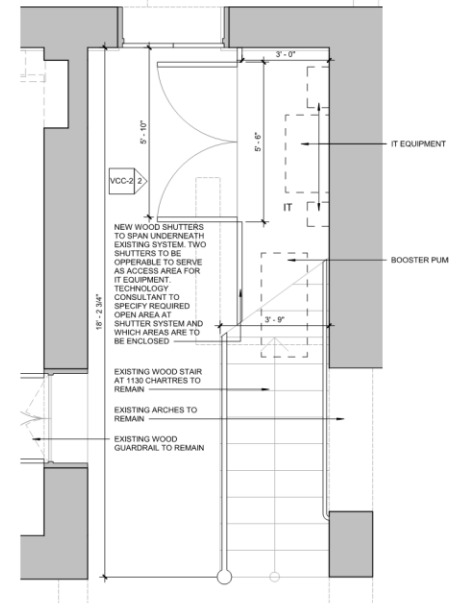 3' - 0"
5' - 10"
5' - 6"
IT EQUIPMENT
VCC-2 2
IT
NEW WOOD SHUTTERS
TO SPAN UNDERNEATH
EXISTING SYSTEM. TWO
SHUTTERS TO BE
OPPERABLE TO SERVE
AS ACCESS AREA FOR
IT EQUIPMENT.
TECHNOLOGY
CONSULTANT TO
SPECIFY REQUIRED
OPEN AREA AT
SHUTTER SYSTEM AND
WHICH AREAS ARE TO
BE ENCLOSED
BOOSTER PUM
18' - 2 3/4"
3' - 9"
EXISTING WOOD STAIR
AT 1130 CHARTRES TO
REMAIN
EXISTING ARCHES TO
REMAIN
EXISTING WOOD
GUARDRAIL TO REMAIN